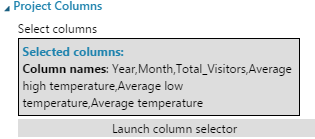 Project Columns
Select columns
Selected columns:
Column names: Year,Month,Total_Visitors,Average
high temperature,Average low
temperature,Average temperature
Launch column selector